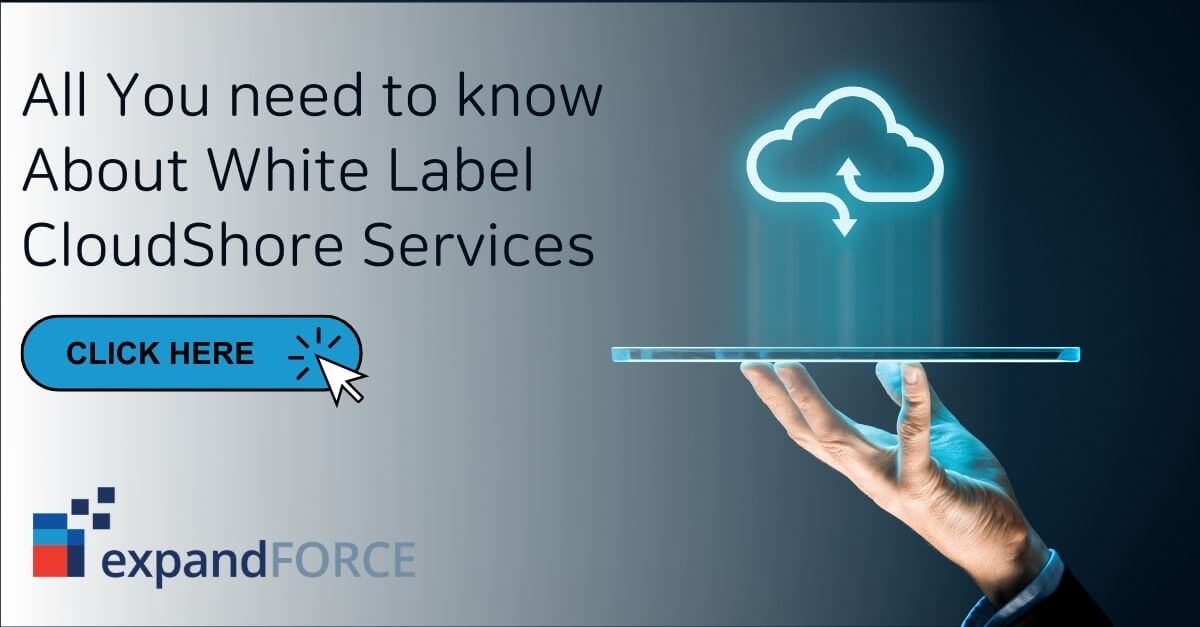 All You need to know
About White Label
CloudShore Services
CLICK HERE
expandFORCE